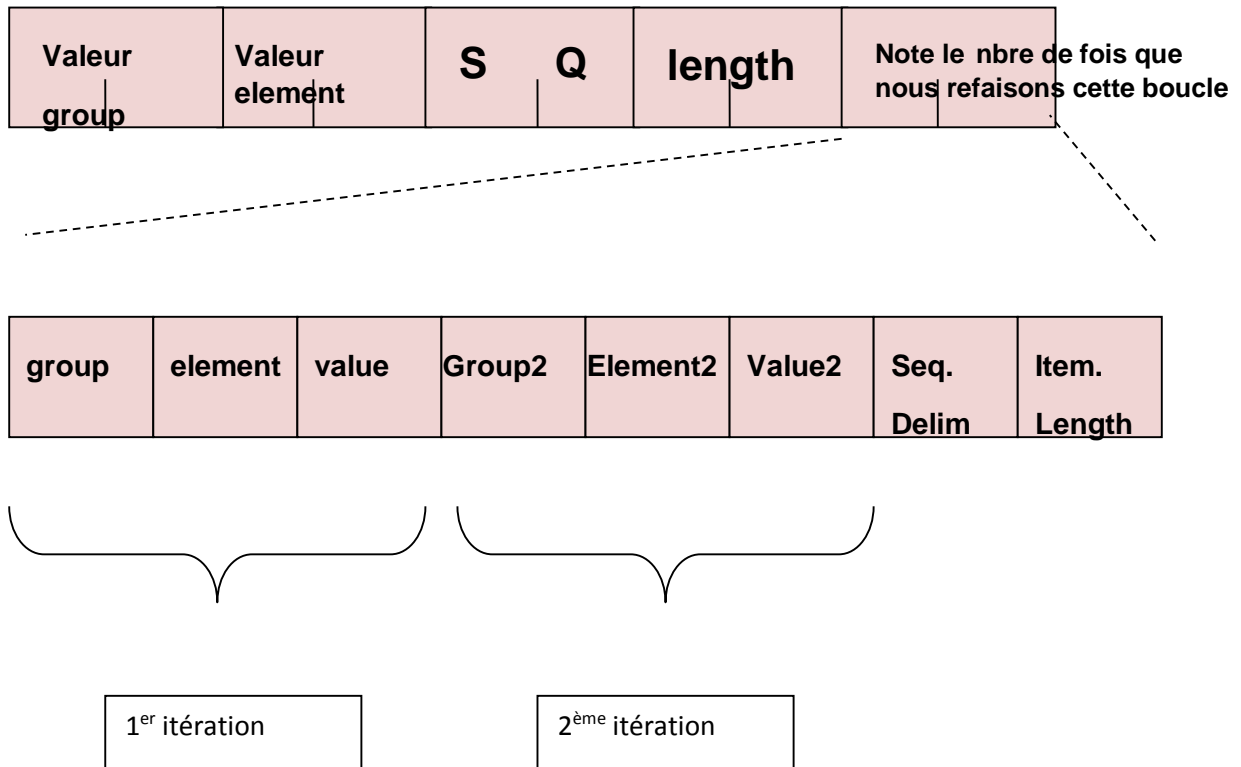 Valeur
group
Valeur
element
S Q
length
Note le nbre de fois que
nous refaisons cette boucle
group
element
value
Group2
Element2
Value2
Seq.
Delim
Item.
Length
1er itération
2ème itération